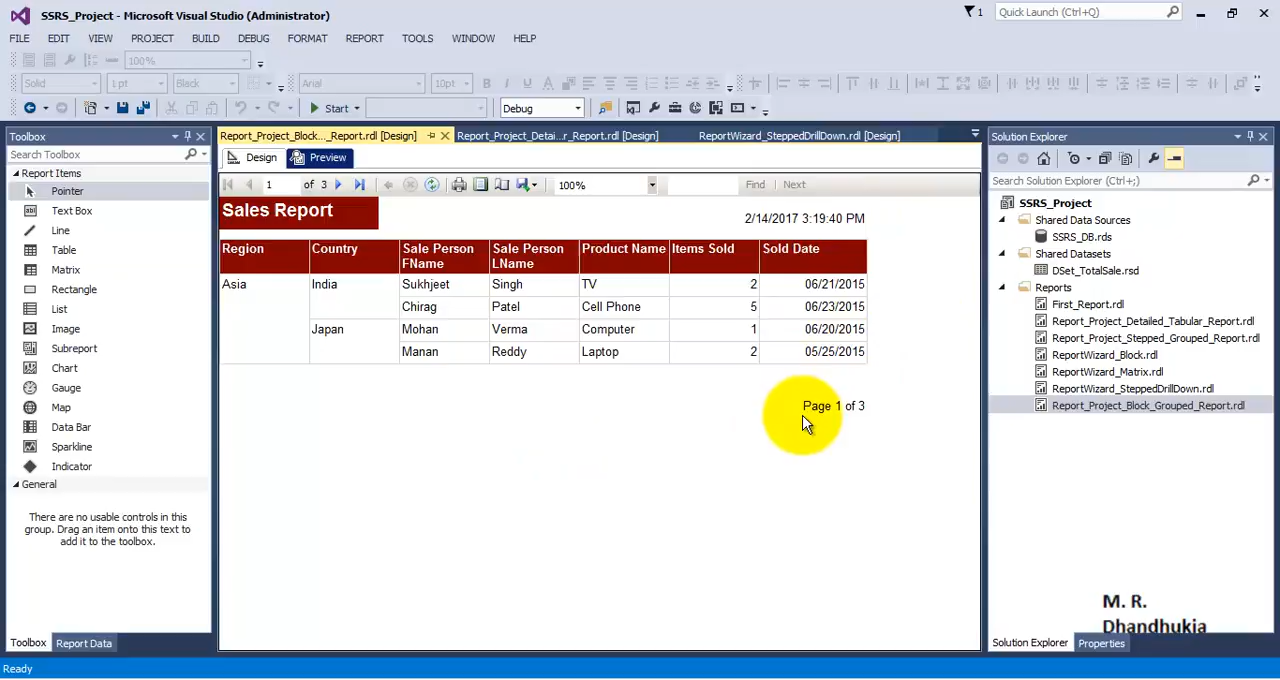 SSRS_Project - Microsoft Visual Studio (Administrator)
1
Quick Launch (Ctrl+Q)
FILE EDIT VIEW PROJECT BUILD DEBUG FORMAT REPORT TOOLS WINDOW HELP
100%
Solid 1 pt Black Arial 10pt B I U A
Start Debug
Toolbox
Report_Project_Block..._Report.rdl [Design]
Report_Project_Detai...r_Report.rdl [Design]
ReportWizard_SteppedDrillDown.rdl [Design]
Solution Explorer
Search Toolbox
Design Preview
Report Items
Pointer
Text Box
Line
Table
Matrix
Rectangle
List
Image
Subreport
Chart
Gauge
Map
Data Bar
Sparkline
Indicator
General
There are no usable controls in this
group. Drag an item onto this text to
add it to the toolbox.
Toolbox Report Data
1 of 3 100% Find Next
Sales Report
2/14/2017 3:19:40 PM
Region Country Sale Person FName Sale Person LName Product Name Items Sold Sold Date
Asia India Sukhjeet Singh TV 2 06/21/2015
Chirag Patel Cell Phone 5 06/23/2015
Japan Mohan Verma Computer 1 06/20/2015
Manan Reddy Laptop 2 05/25/2015
Page 1 of 3
Search Solution Explorer (Ctrl+;)
SSRS_Project
Shared Data Sources
SSRS_DB.rds
Shared Datasets
DSet_TotalSale.rsd
Reports
First_Report.rdl
Report_Project_Detailed_Tabular_Report.rdl
Report_Project_Stepped_Grouped_Report.rdl
ReportWizard_Block.rdl
ReportWizard_Matrix.rdl
ReportWizard_SteppedDrillDown.rdl
Report_Project_Block_Grouped_Report.rdl
M. R.
Dhandhukia
Solution Explorer Properties
Ready